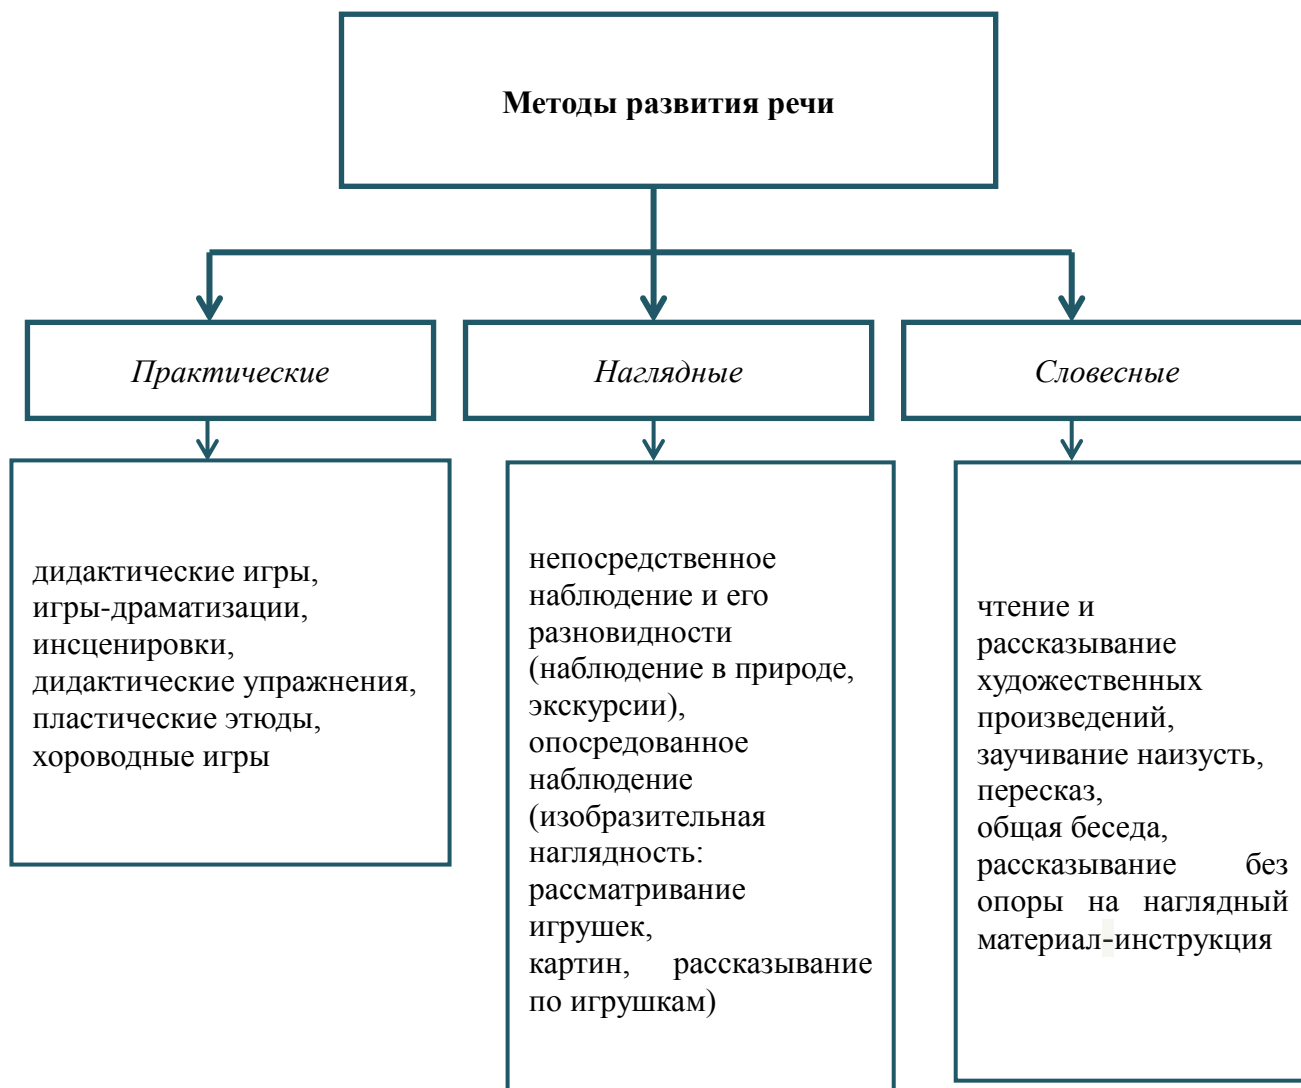 Методы развития речи
Практические
Наглядные
Словесные
дидактические игры,
игры-драматизации,
инсценировки,
дидактические упражнения,
пластические этюды,
хороводные игры
непосредственное
наблюдение и его
разновидности
(наблюдение в природе,
экскурсии),
опосредованное
наблюдение
(изобразительная
наглядность:
рассматривание
игрушек,
картин, рассказывание
по игрушкам)
чтение и
рассказывание
художественных
произведений,
заучивание наизусть,
пересказ,
общая беседа,
рассказывание без
опоры на наглядный
материал-инструкция